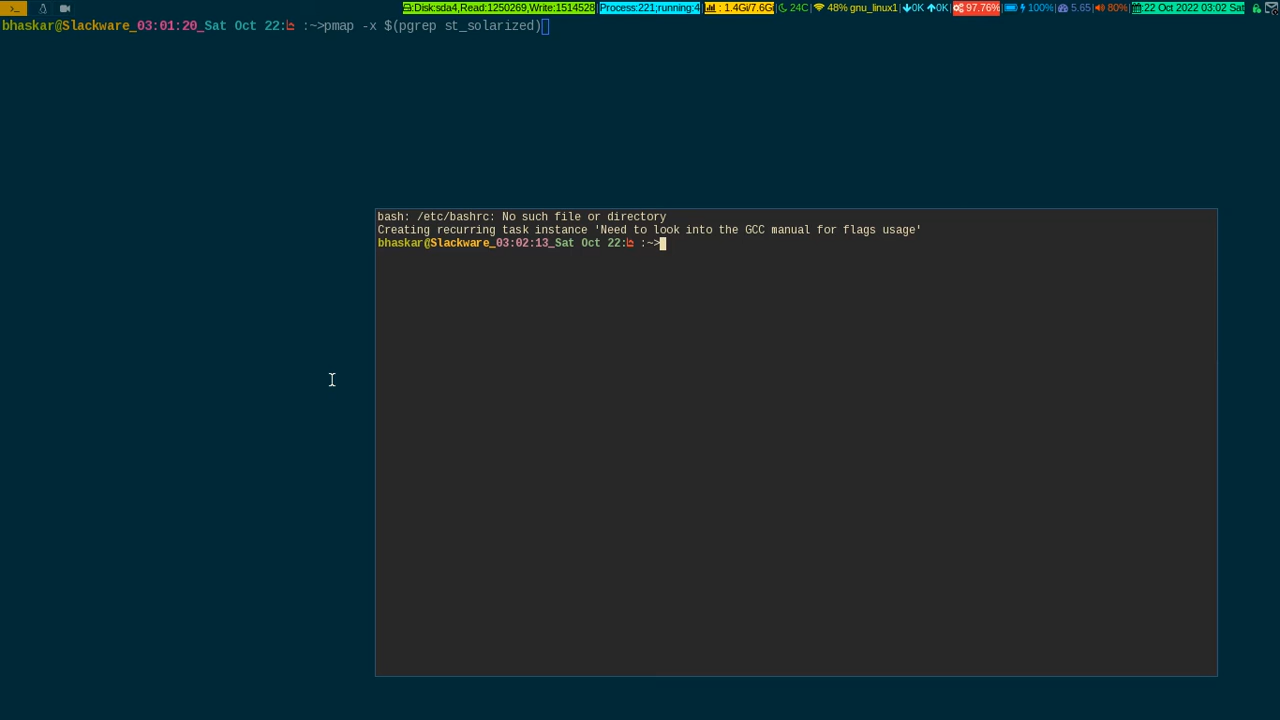 Disk:sda4,Read:1250269,Write:1514528 Process:221;running:4 : 1.4Gi/7.6Gi 24C 48% gnu_linux1 0K 0K 97.76% 100% 5.65 80% 22 Oct 2022 03:02 Sat
bhaskar@Slackware_03:01:20_Sat Oct 22: :~>pmap -x $(pgrep st_solarized)
bash: /etc/bashrc: No such file or directory
Creating recurring task instance 'Need to look into the GCC manual for flags usage'
bhaskar@Slackware_03:02:13_Sat Oct 22: :~>